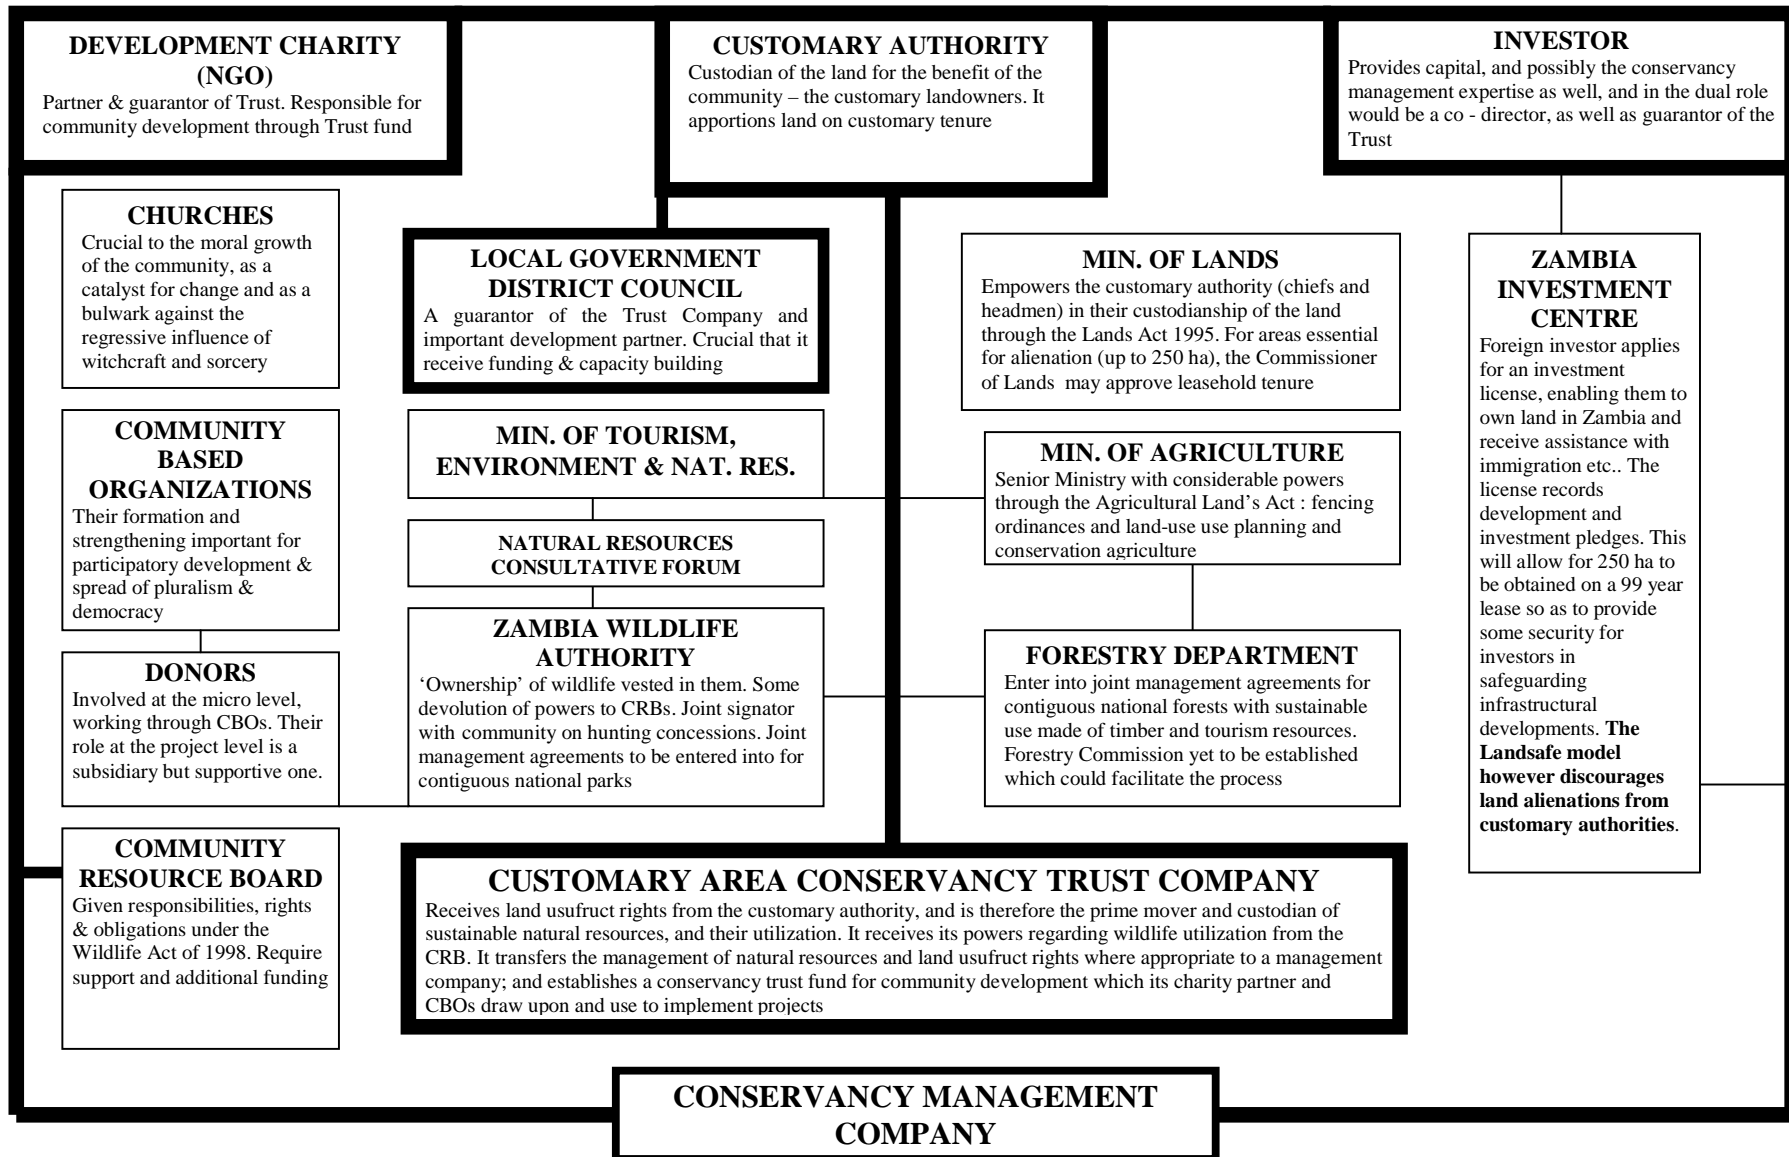 DEVELOPMENT CHARITY
(NGO)
Partner & guarantor of Trust. Responsible for
community development through Trust fund
CUSTOMARY AUTHORITY
Custodian of the land for the benefit of the
community – the customary landowners. It
apportions land on customary tenure
INVESTOR
Provides capital, and possibly the conservancy
management expertise as well, and in the dual role
would be a co - director, as well as guarantor of the
Trust
CHURCHES
Crucial to the moral growth
of the community, as a
catalyst for change and as a
bulwark against the
regressive influence of
witchcraft and sorcery
LOCAL GOVERNMENT
DISTRICT COUNCIL
A guarantor of the Trust Company and
important development partner. Crucial that it
receive funding & capacity building
MIN. OF LANDS
Empowers the customary authority (chiefs and
headmen) in their custodianship of the land
through the Lands Act 1995. For areas essential
for alienation (up to 250 ha), the Commissioner
of Lands may approve leasehold tenure
ZAMBIA
INVESTMENT
CENTRE
Foreign investor applies
for an investment
license, enabling them to
own land in Zambia and
receive assistance with
immigration etc.. The
license records
development and
investment pledges. This
will allow for 250 ha to
be obtained on a 99 year
lease so as to provide
some security for
investors in
safeguarding
infrastructural
developments. The
Landsafe model
however discourages
land alienations from
customary authorities.
COMMUNITY
BASED
ORGANIZATIONS
Their formation and
strengthening important for
participatory development &
spread of pluralism &
democracy
MIN. OF TOURISM,
ENVIRONMENT & NAT. RES.
MIN. OF AGRICULTURE
Senior Ministry with considerable powers
through the Agricultural Land's Act : fencing
ordinances and land-use use planning and
conservation agriculture
NATURAL RESOURCES
CONSULTATIVE FORUM
DONORS
Involved at the micro level,
working through CBOs. Their
role at the project level is a
subsidiary but supportive one.
ZAMBIA WILDLIFE
AUTHORITY
‘Ownership’ of wildlife vested in them. Some
devolution of powers to CRBs. Joint signator
with community on hunting concessions. Joint
management agreements to be entered into for
contiguous national parks
FORESTRY DEPARTMENT
Enter into joint management agreements for
contiguous national forests with sustainable
use made of timber and tourism resources.
Forestry Commission yet to be established
which could facilitate the process
COMMUNITY
RESOURCE BOARD
Given responsibilities, rights
& obligations under the
Wildlife Act of 1998. Require
support and additional funding
CUSTOMARY AREA CONSERVANCY TRUST COMPANY
Receives land usufruct rights from the customary authority, and is therefore the prime mover and custodian of
sustainable natural resources, and their utilization. It receives its powers regarding wildlife utilization from the
CRB. It transfers the management of natural resources and land usufruct rights where appropriate to a management
company; and establishes a conservancy trust fund for community development which its charity partner and
CBOs draw upon and use to implement projects
CONSERVANCY MANAGEMENT
COMPANY